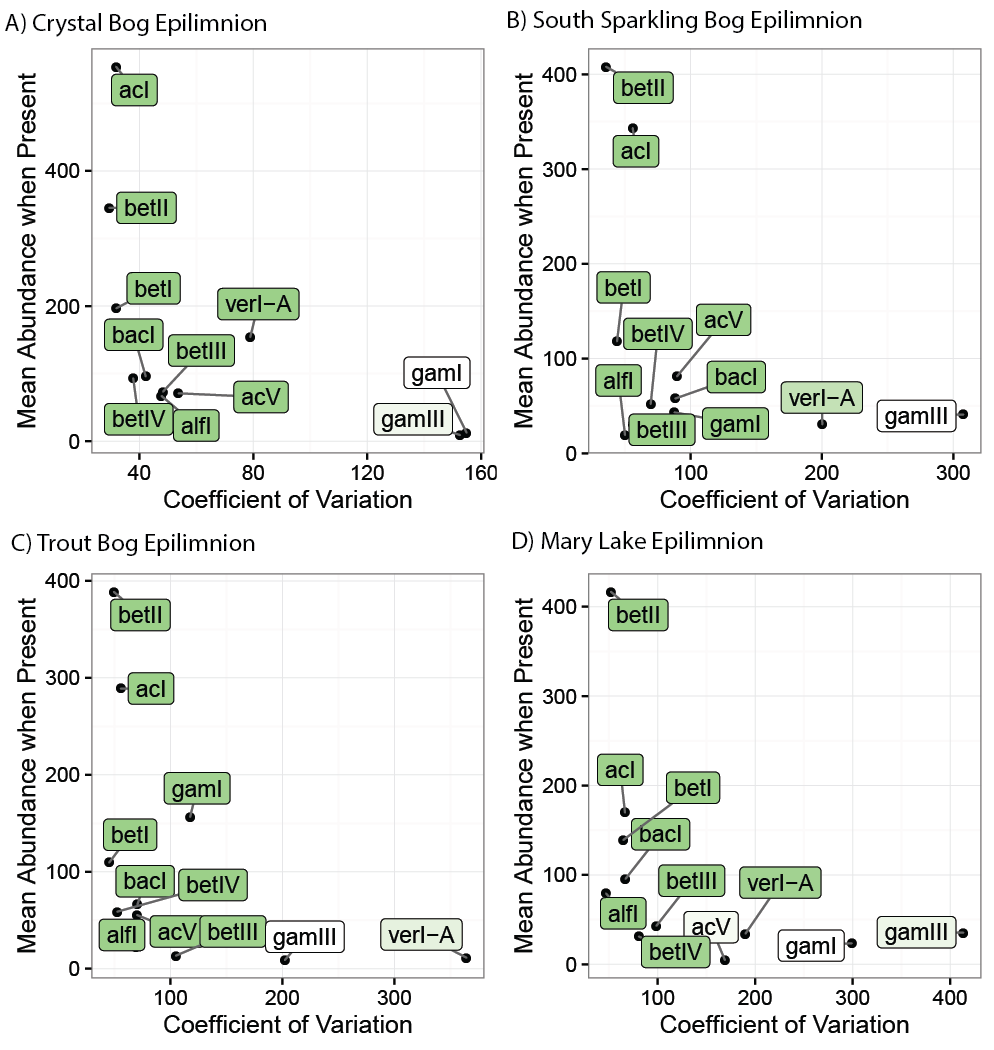 A) Crystal Bog Epilimnion
Mean Abundance when Present
400
200
0
acI
betII
betI
verI−A
bacI
betIII
gamI
acV
gamIII
betIV
alfI
40
80
120
160
Coefficient of Variation
B) South Sparkling Bog Epilimnion
Mean Abundance when Present
400
300
200
100
0
betII
acI
betI
acV
betIV
bacI
alfI
verI−A
gamIII
betIII
gamI
100
200
300
Coefficient of Variation
C) Trout Bog Epilimnion
Mean Abundance when Present
400
300
200
100
0
betII
acI
gamI
betI
bacI
betIV
alfI
acV
betIII
gamIII
verI−A
100
200
300
Coefficient of Variation
D) Mary Lake Epilimnion
Mean Abundance when Present
400
300
200
100
0
betII
acI
betI
bacI
betIII
verI−A
alfI
acV
gamIII
gamI
betIV
100
200
300
400
Coefficient of Variation